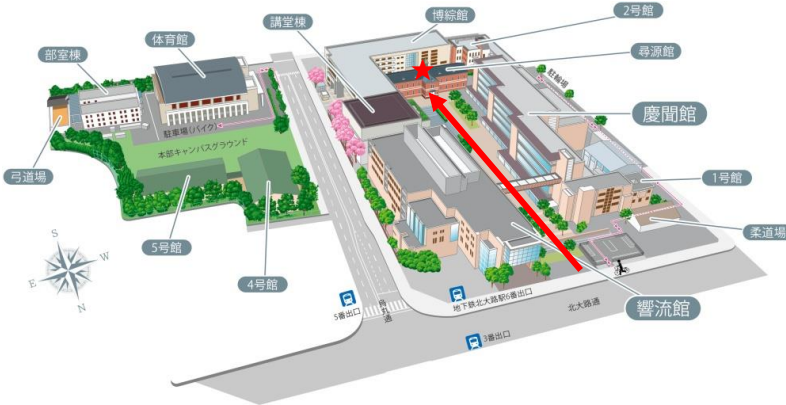 博綜館
2号館
講堂棟
尋源館
体育館
部室棟
駐輪場
慶聞館
駐車場(バイク)
本部キャンパスグラウンド
弓道場
1号館
5号館
柔道場
S
W
E
N
4号館
地下鉄北大路駅6番出口
北大路通
響流館
5番出口
烏丸通
3番出口